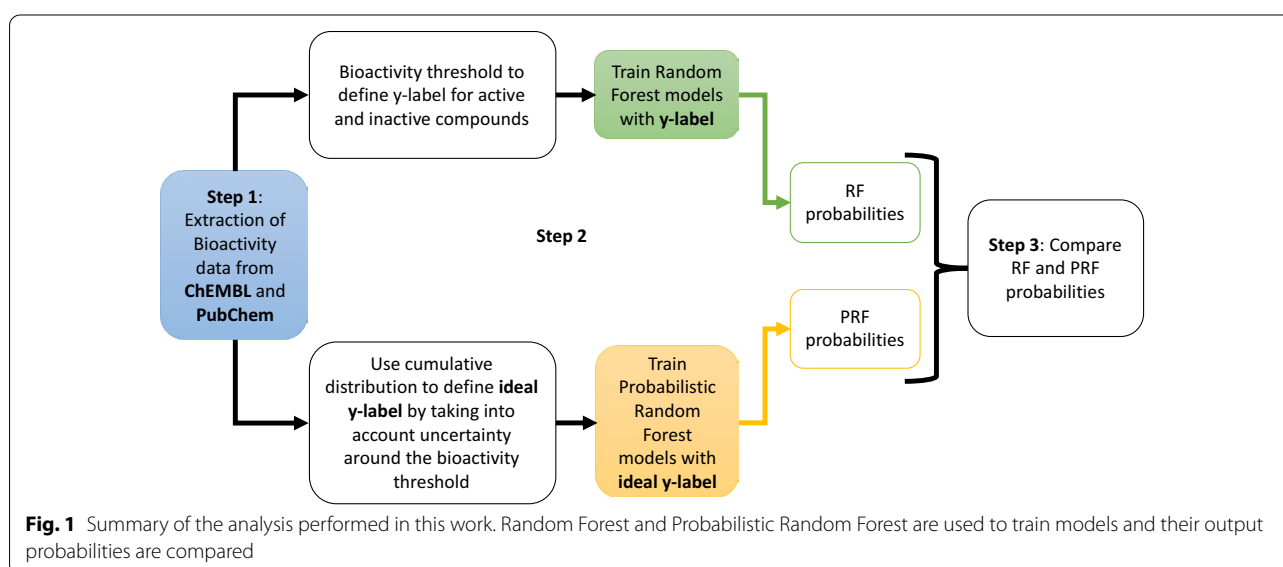 Bioactivity threshold to
define y-label for active
and inactive compounds
Train Random
Forest models
with y-label
Step 1:
Extraction of
Bioactivity
data from
ChEMBL and
PubChem
Step 2
RF
probabilities
Step 3: Compare
RF and PRF
probabilities
PRF
probabilities
Use cumulative
distribution to define ideal
y-label by taking into
account uncertainty
around the bioactivity
threshold
Train
Probabilistic
Random
Forest
models with
ideal y-label
Fig. 1 Summary of the analysis performed in this work. Random Forest and Probabilistic Random Forest are used to train models and their output
probabilities are compared